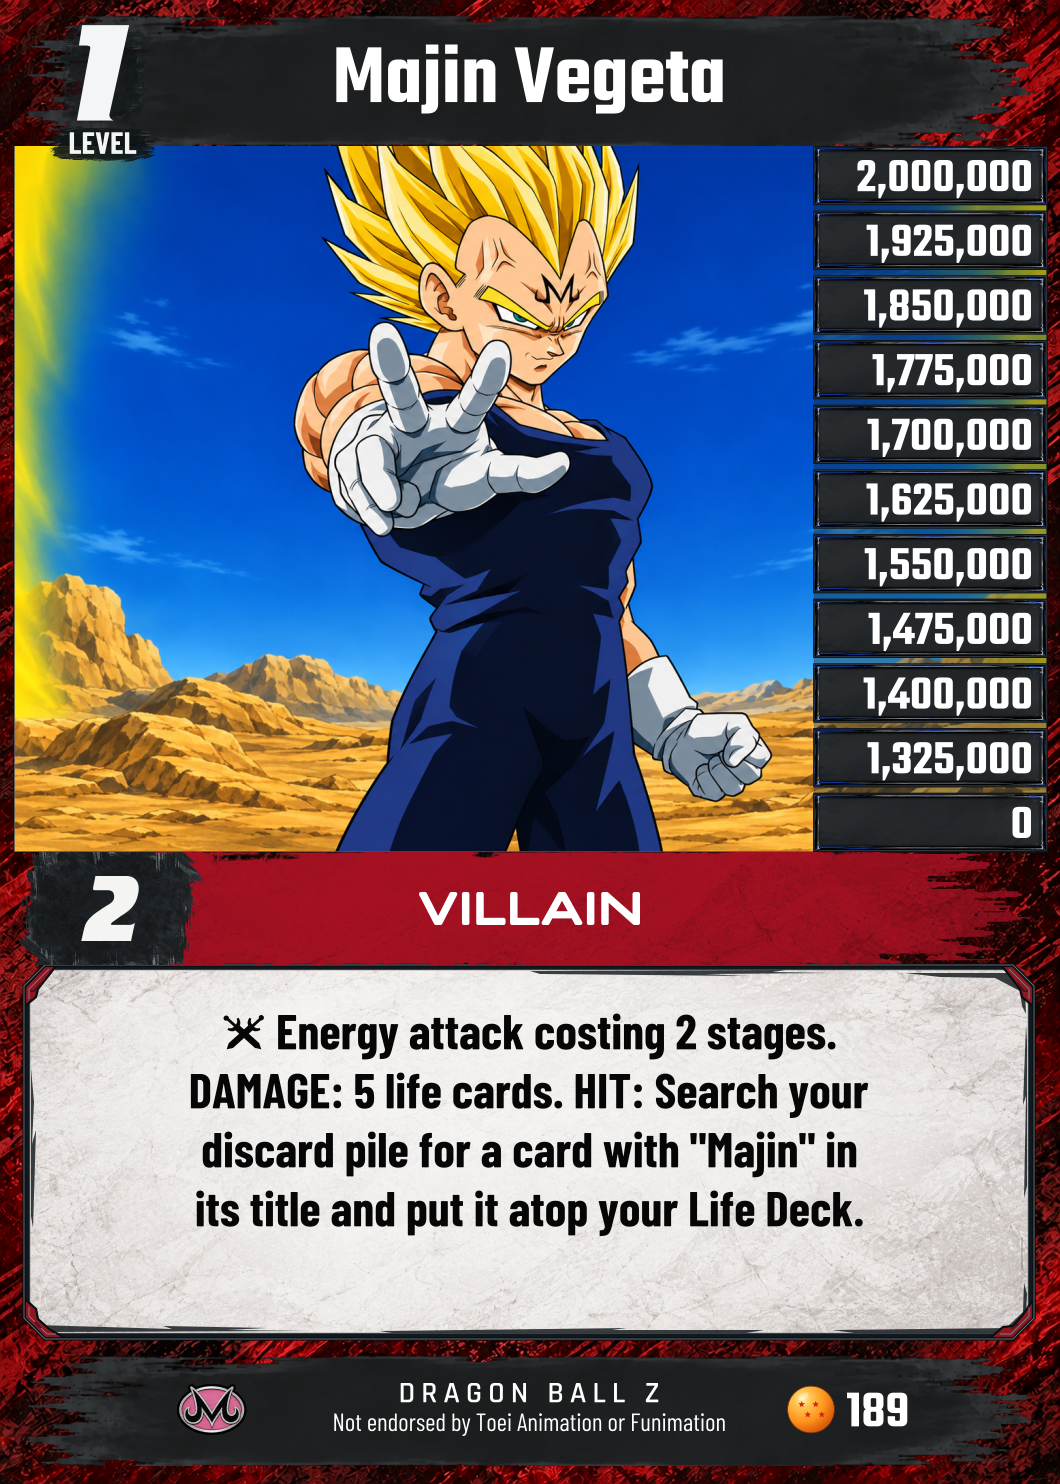 1
LEVEL
Majin Vegeta
2,000,000
1,925,000
1,850,000
1,775,000
1,700,000
1,625,000
1,550,000
1,475,000
1,400,000
1,325,000
0
2
VILLAIN
Energy attack costing 2 stages.
DAMAGE: 5 life cards. HIT: Search your
discard pile for a card with "Majin" in
its title and put it atop your Life Deck.
DRAGON BALL Z
Not endorsed by Toei Animation or Funimation
189